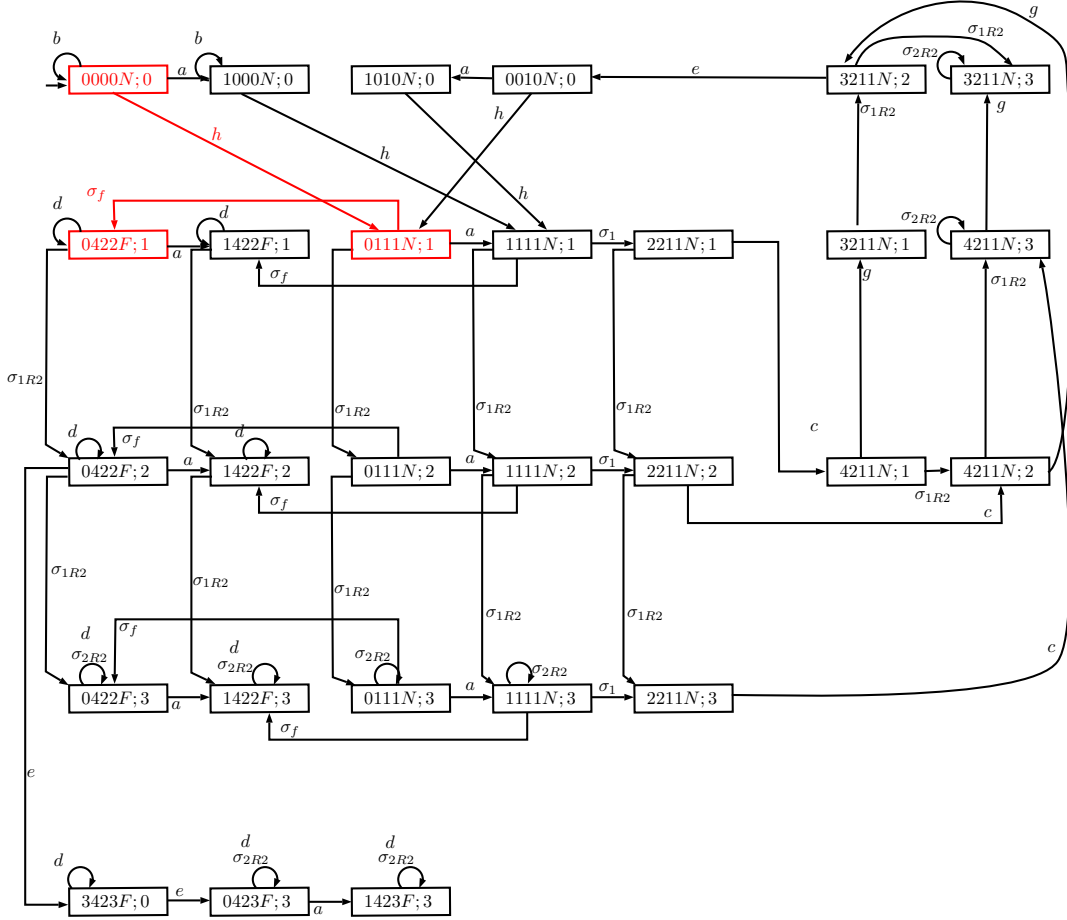 g
b b σ1R2
σ2R2
0000N; 0 a 1000N; 0 1010N; 0 a 0010N; 0 e 3211N; 2 3211N; 3
σ1R2 g
h h h
h
σf
d d σ2R2
0422F; 1 a 1422F; 1 0111N; 1 a 1111N; 1 σ1 2211N; 1 3211N; 1 4211N; 3
σf g σ1R2
σ1R2
σ1R2 σ1R2 σ1R2 σ1R2
c
d σf d
0422F; 2 a 1422F; 2 0111N; 2 a 1111N; 2 σ1 2211N; 2 4211N; 1 σ1R2 4211N; 2
σf c
σ1R2 σ1R2 σ1R2 σ1R2 σ1R2
d σf d c
σ2R2 σ2R2 σ2R2 σ2R2
0422F; 3 a 1422F; 3 0111N; 3 a 1111N; 3 σ1 2211N; 3
σf
e
d d d
σ2R2 σ2R2
3423F; 0 e 0423F; 3 a 1423F; 3